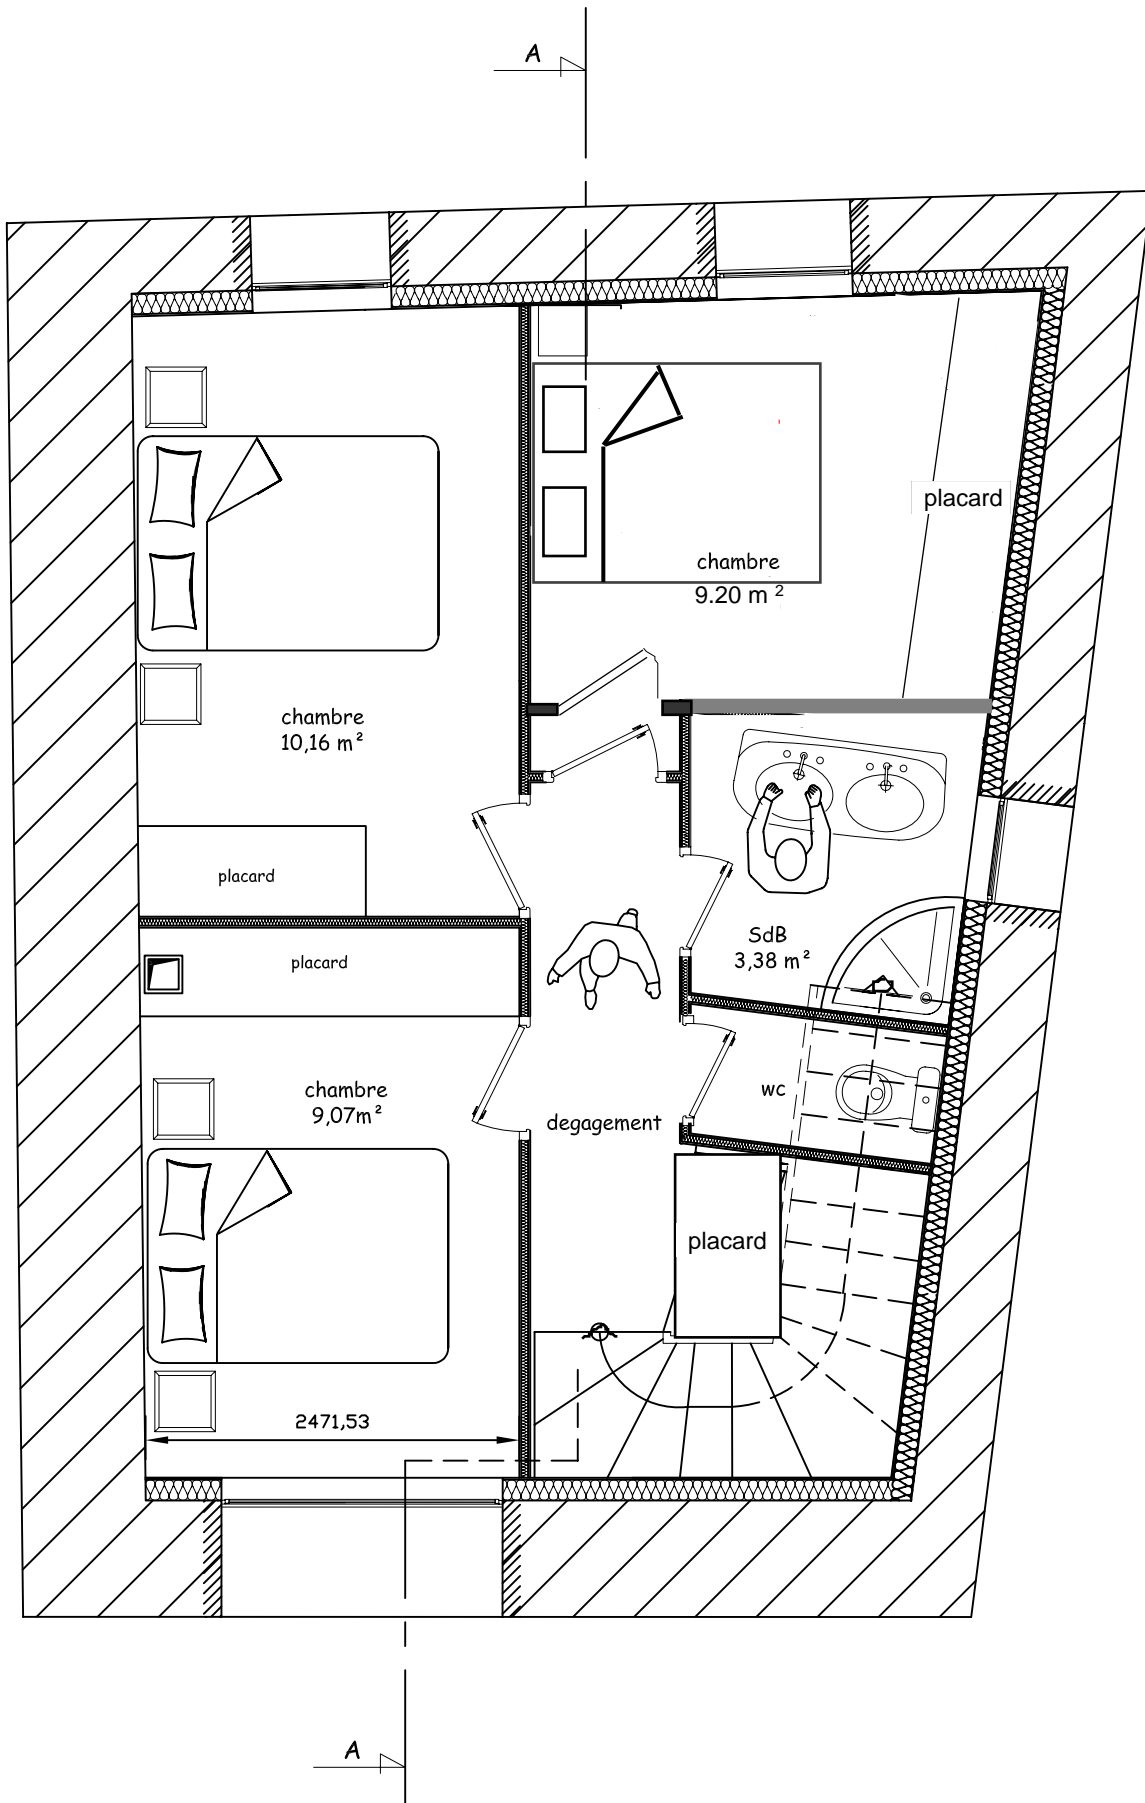 A
placard
chambre
9.20 m ²
chambre
10,16 m²
placard
SdB
3,38 m²
placard
chambre
9,07m²
wc
degagement
placard
2471,53
A